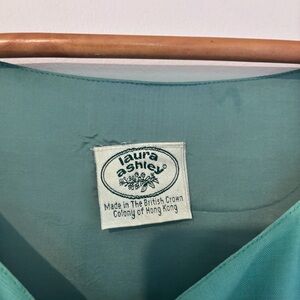 laura
ashley
Made in The British Crown
Colony of Hong Kong